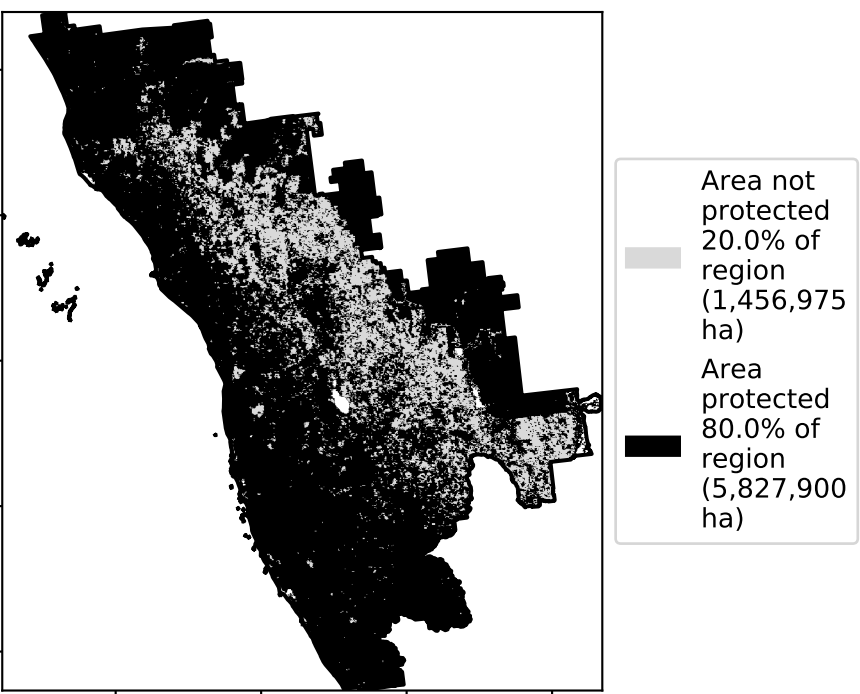 Area not
protected
20.0% of
region
(1,456,975
ha)
Area
protected
80.0% of
region
(5,827,900
ha)